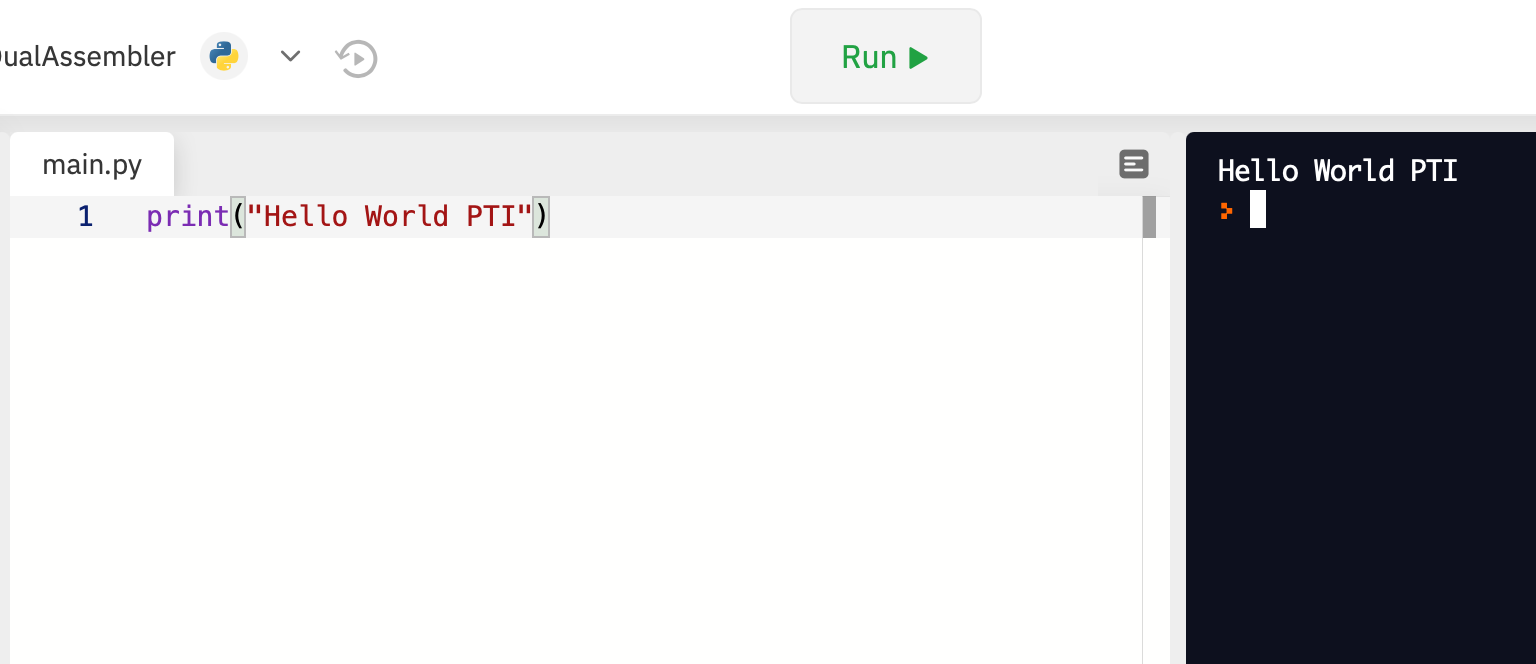 ualAssembler
Run
main.py
1 print("Hello World PTI")
Hello World PTI